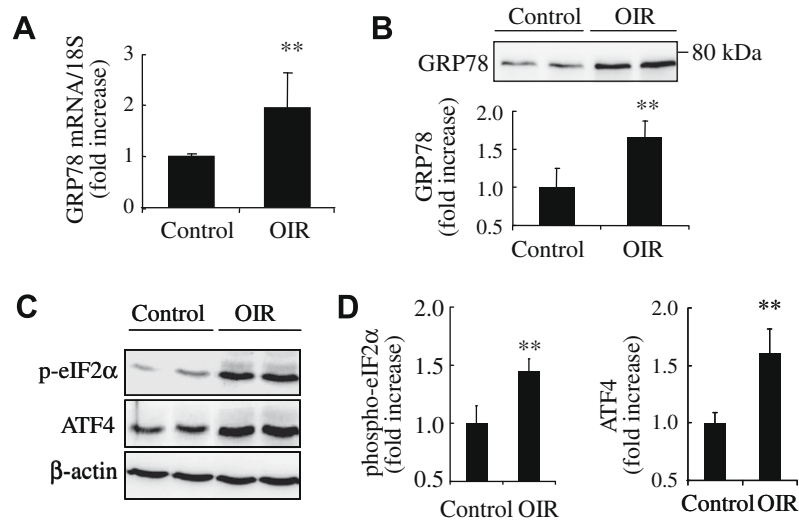 A
GRP78 mRNA/18S
(fold increase)
3
2
1
0
**
Control OIR
B
Control OIR
GRP78
80 kDa
GRP78
(fold increase)
2.0
1.5
1.0
0.5
**
Control OIR
C
Control OIR
p-eIF2α
ATF4
β-actin
D
phospho-eIF2α
(fold increase)
2.0
1.5
1.0
0.5
**
Control OIR
ATF4
(fold increase)
2.0
1.5
1.0
0.5
**
Control OIR